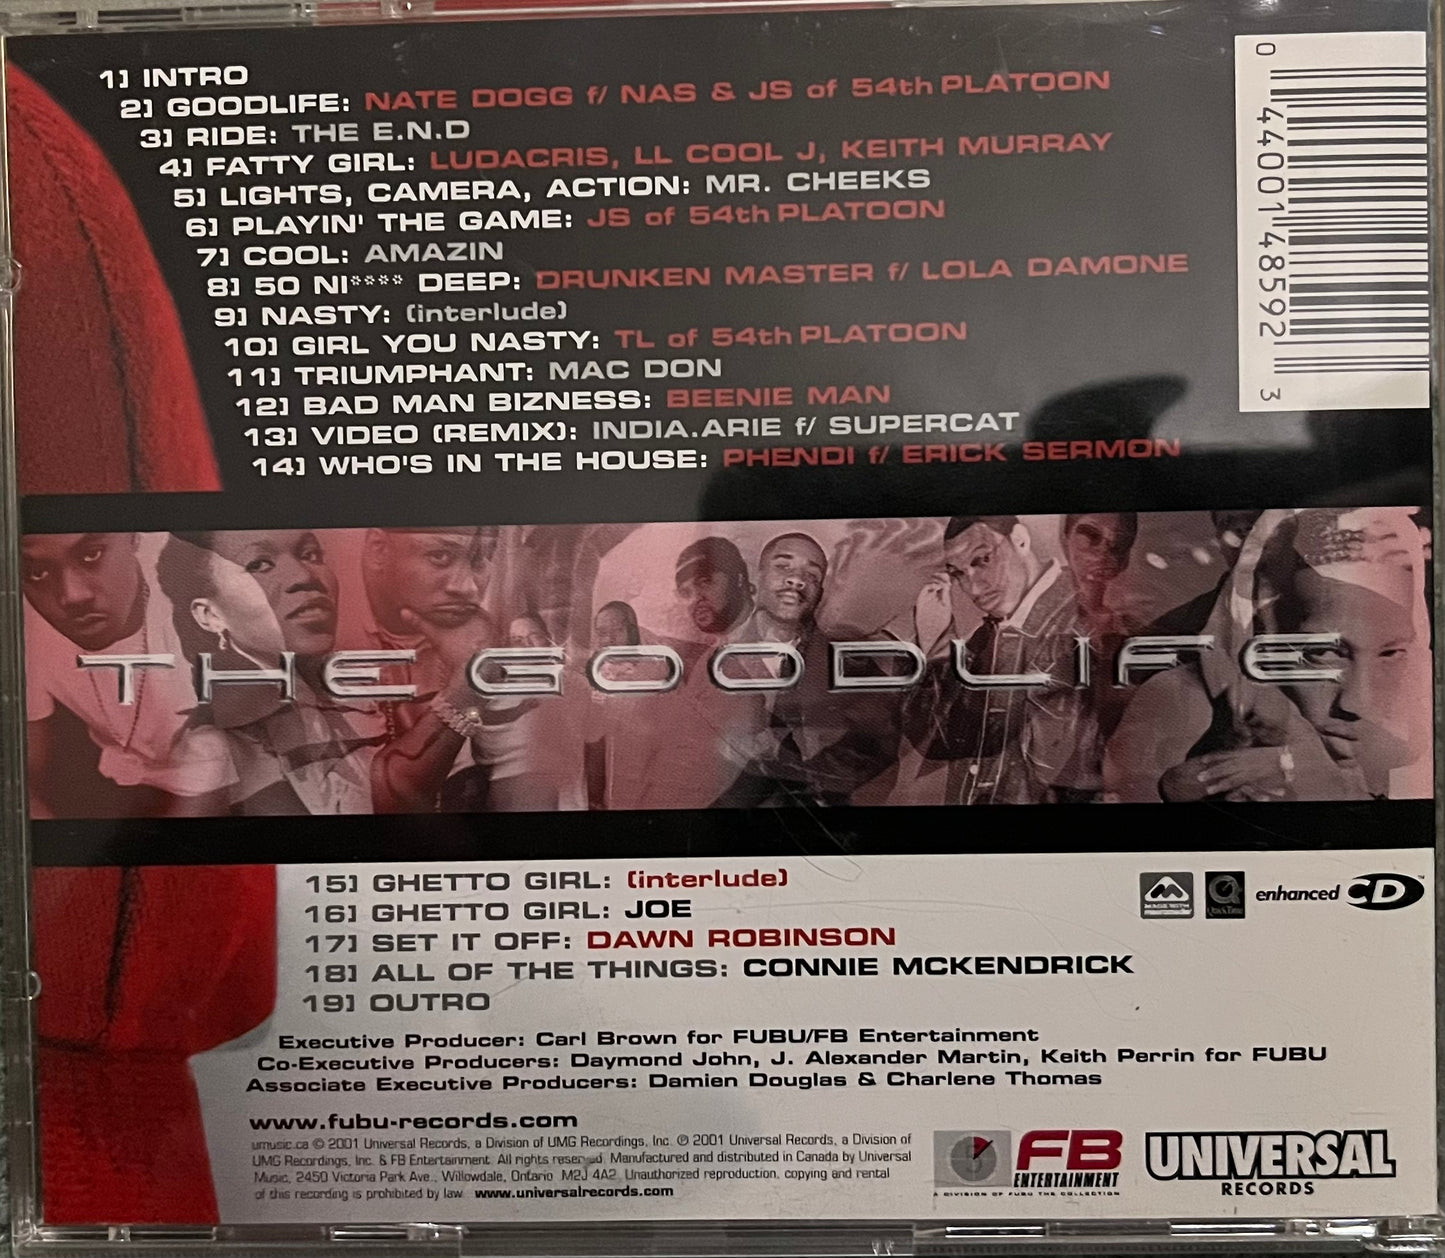 1] INTRO
2] GOODLIFE: NATE DOGG f/ NAS & JS of 54th PLATOON
3] RIDE: THE E.N.D
4] FATTY GIRL: LUDACRIS, LL COOL J, KEITH MURRAY
5] LIGHTS, CAMERA, ACTION: MR. CHEEKS
6] PLAYIN' THE GAME: JS of 54th PLATOON
7] COOL: AMAZIN
8] 50 NI**** DEEP: DRUNKEN MASTER f/ LOLA DAMONE
9] NASTY: (interlude)
10] GIRL YOU NASTY: TL of 54th PLATOON
11] TRIUMPHANT: MAC DON
12] BAD MAN BIZNESS: BEENIE MAN
13] VIDEO (REMIX): INDIA.ARIE f/ SUPERCAT
14] WHO'S IN THE HOUSE: PHENDI f/ ERICK SERMON
0 44001 48592 3
THE GOODLIFE
15] GHETTO GIRL: (interlude)
16] GHETTO GIRL: JOE
17] SET IT OFF: DAWN ROBINSON
18] ALL OF THE THINGS: CONNIE MCKENDRICK
19] OUTRO
enhanced CD™
Executive Producer: Carl Brown for FUBU/FB Entertainment
Co-Executive Producers: Daymond John, J. Alexander Martin, Keith Perrin for FUBU
Associate Executive Producers: Damien Douglas & Charlene Thomas
www.fubu-records.com
umusic.ca © 2001 Universal Records, a Division of UMG Recordings, Inc. ℗ 2001 Universal Records, a Division of
UMG Recordings, Inc. & FB Entertainment. All rights reserved. Manufactured and distributed in Canada by Universal
Music, 2450 Victoria Park Ave., Willowdale, Ontario M2J 4A2. Unauthorized reproduction, copying and rental
of this recording is prohibited by law. www.universalrecords.com
FB
ENTERTAINMENT
A DIVISION OF FUBU THE COLLECTION
UNIVERSAL
RECORDS